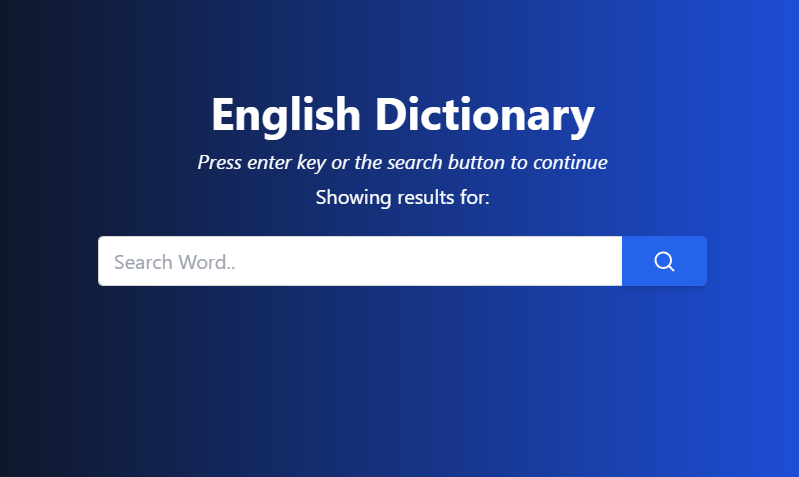 English Dictionary
Press enter key or the search button to continue
Showing results for:
Search Word..